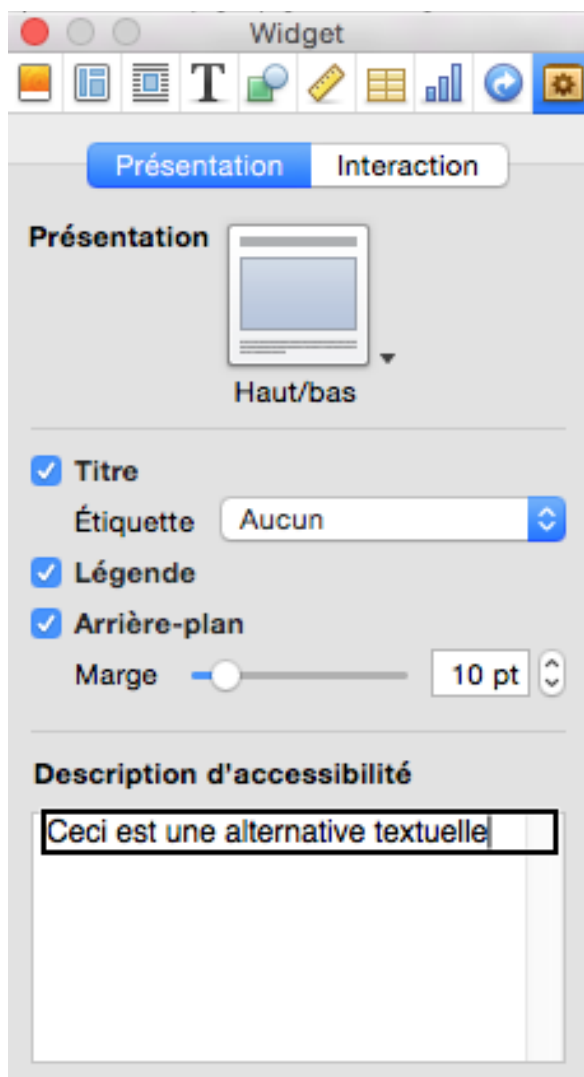 Widget
Présentation Interaction
Présentation
Haut/bas
Titre
Étiquette Aucun
Légende
Arrière-plan
Marge 10 pt
Description d'accessibilité
Ceci est une alternative textuelle